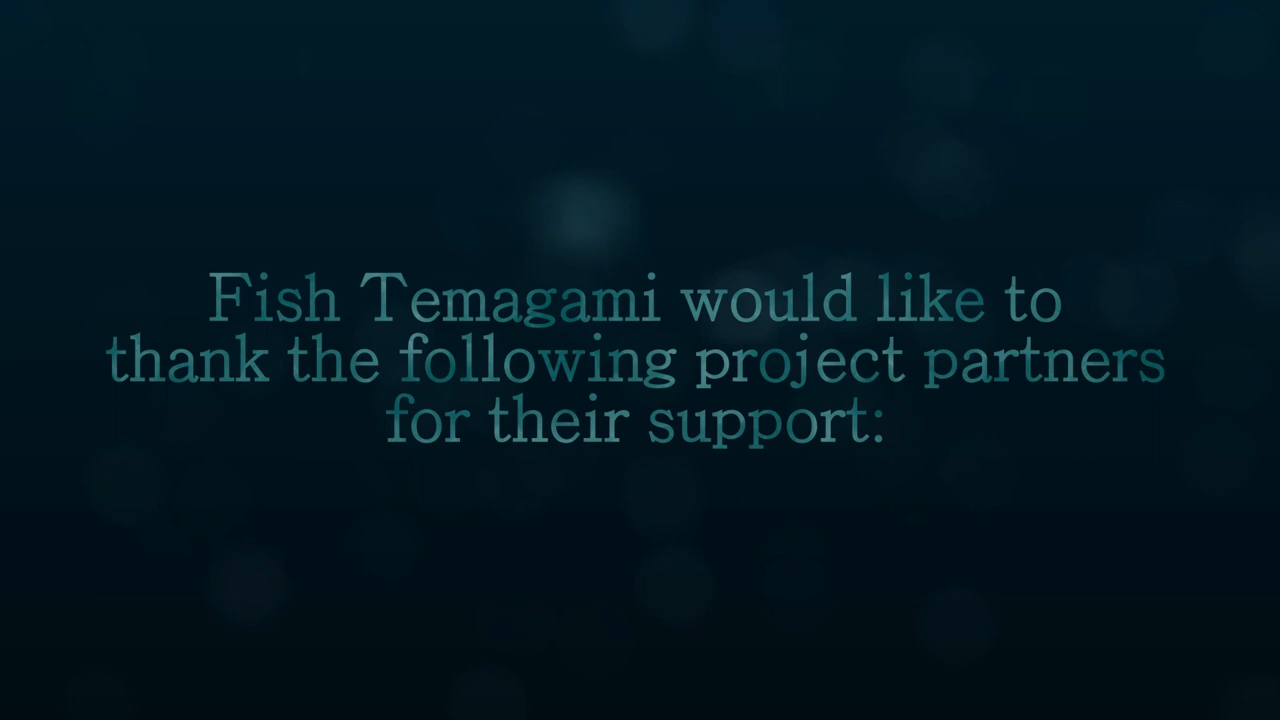 Fish Temagami would like to
thank the following project partners
for their support: